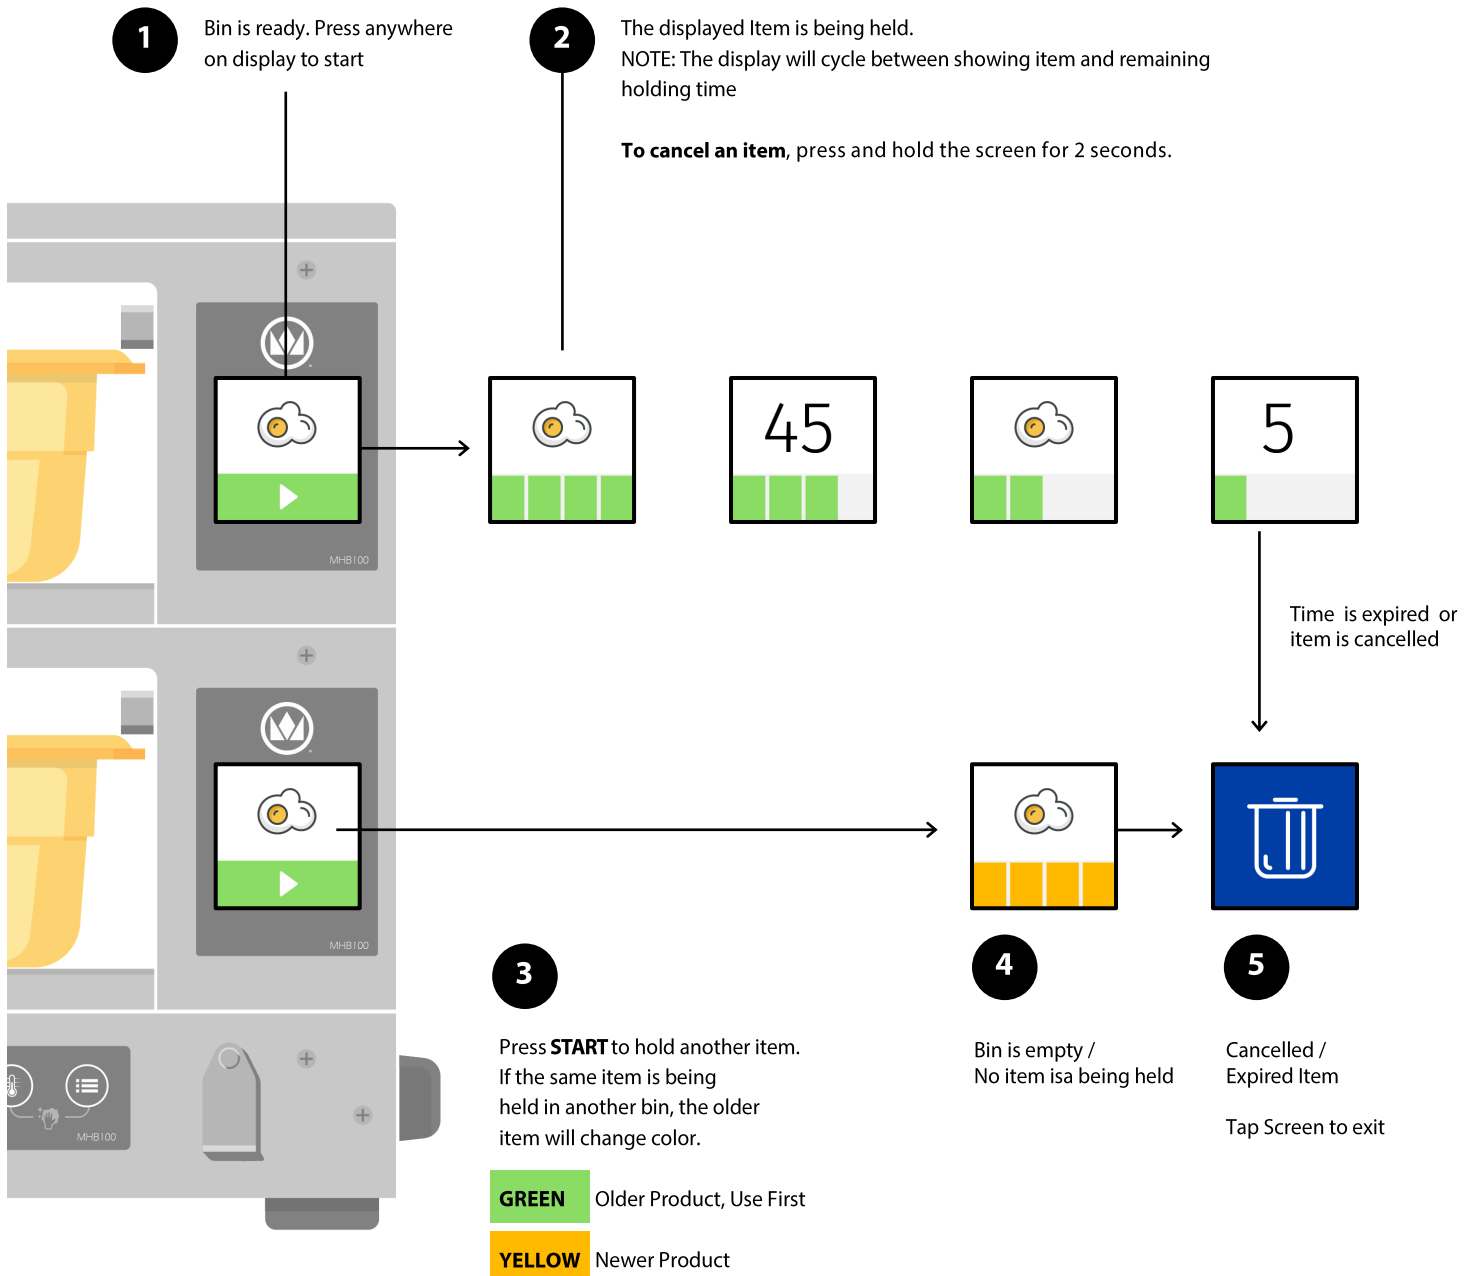 1
Bin is ready. Press anywhere
on display to start
2
The displayed Item is being held.
NOTE: The display will cycle between showing item and remaining
holding time
To cancel an item, press and hold the screen for 2 seconds.
45
5
MHB100
Time is expired or
item is cancelled
MHB100
3
Press START to hold another item.
If the same item is being
held in another bin, the older
item will change color.
GREEN Older Product, Use First
YELLOW Newer Product
4
Bin is empty /
No item isa being held
5
Cancelled /
Expired Item
Tap Screen to exit
MHB100